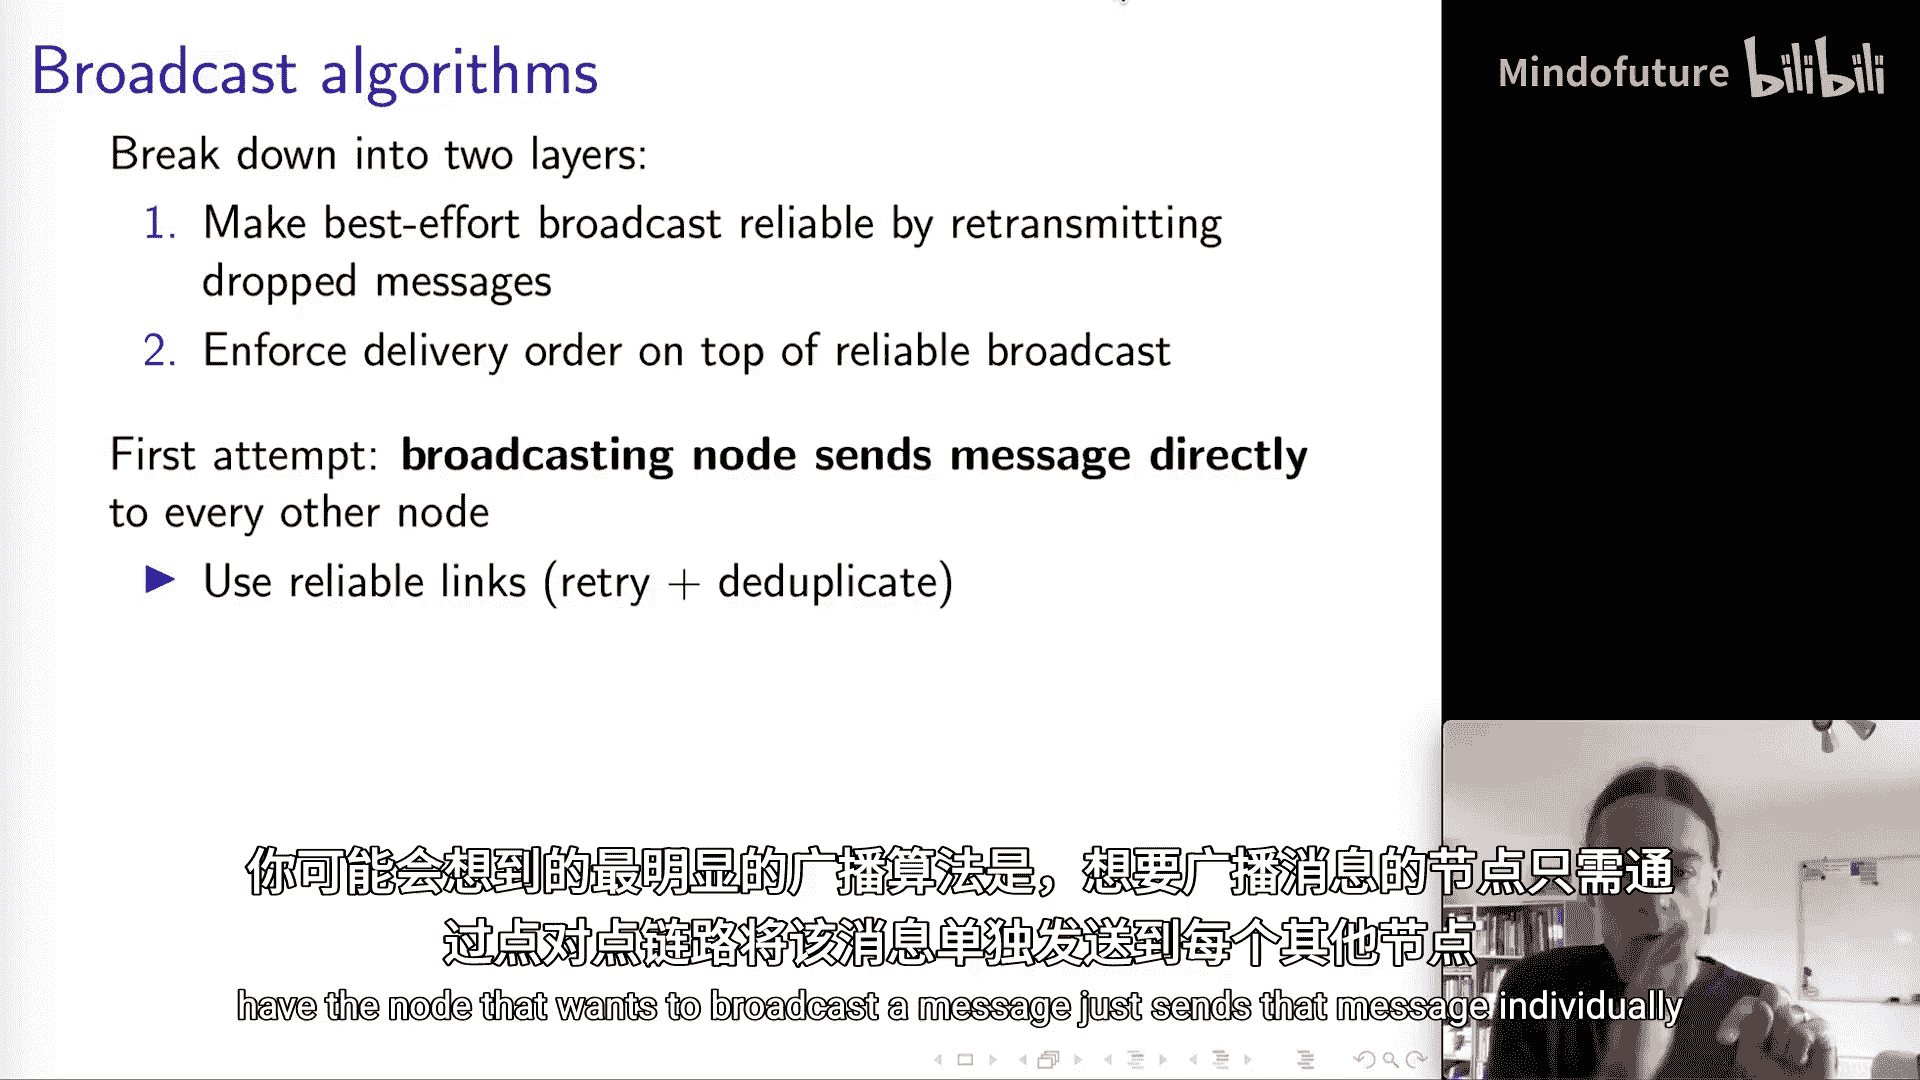 Broadcast algorithms
Mindofuture bilibili
Break down into two layers:
1. Make best-effort broadcast reliable by retransmitting
dropped messages
2. Enforce delivery order on top of reliable broadcast
First attempt: broadcasting node sends message directly
to every other node
▶ Use reliable links (retry + deduplicate)
你可能会想到的最明显的广播算法是，想要广播消息的节点只需通
过点对点链路将该消息单独发送到每个其他节点
have the node that wants to broadcast a message just sends that message individually